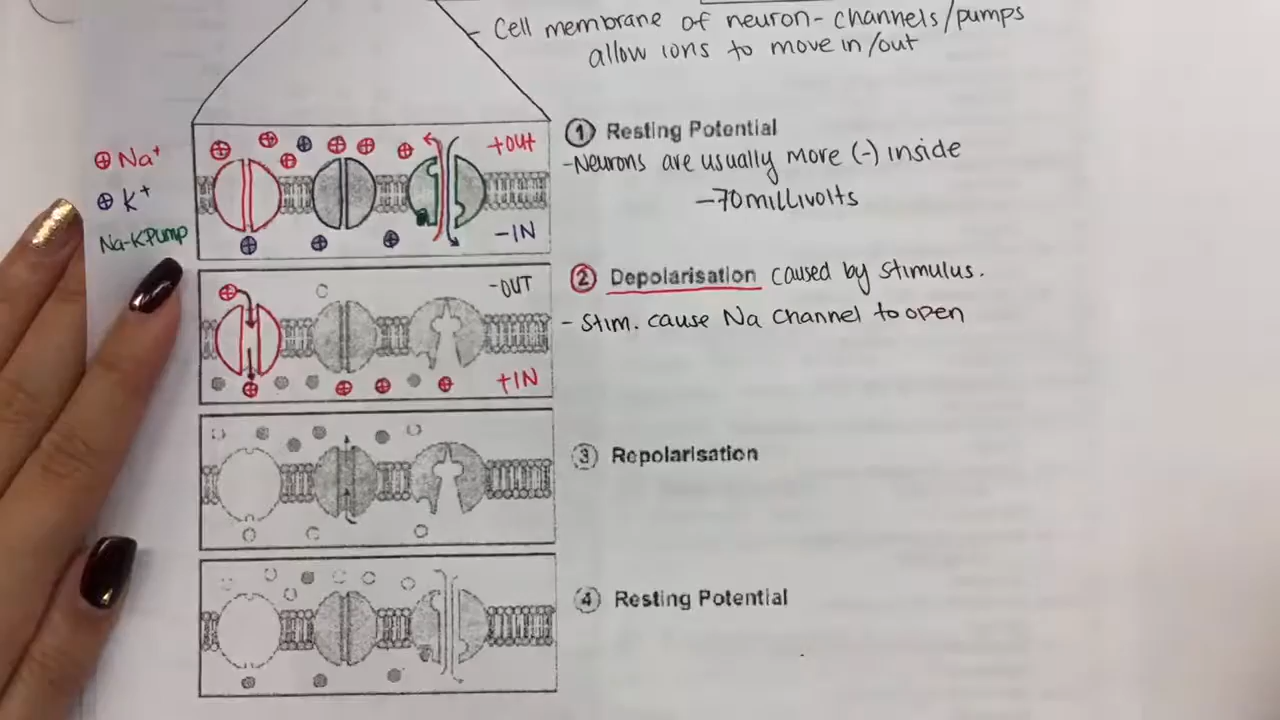 Cell membrane of neuron- channels/pumps
allow ions to move in/out
⊕ Na⁺
⊕ K⁺
Na-K Pump
+OUT
-IN
① Resting Potential
-Neurons are usually more (-) inside
-70 millivolts
-OUT
+IN
② Depolarisation caused by stimulus.
- Stim. cause Na channel to open
③ Repolarisation
④ Resting Potential